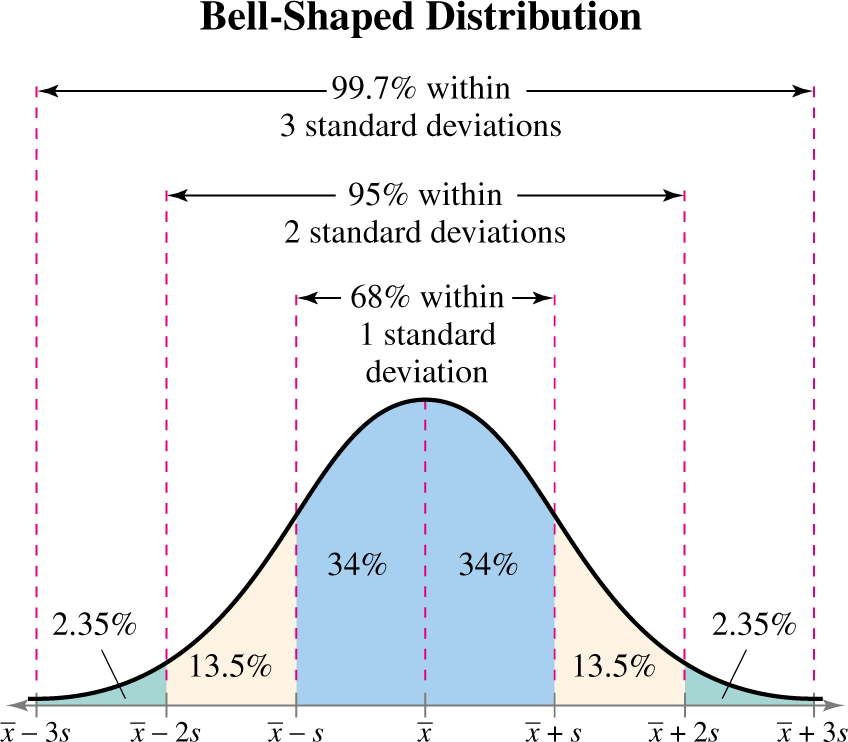 Bell-Shaped Distribution
99.7% within
3 standard deviations
95% within
2 standard deviations
68% within
1 standard
deviation
34% 34%
2.35% 2.35%
13.5% 13.5%
x̅ − 3s x̅ − 2s x̅ − s x̅ x̅ + s x̅ + 2s x̅ + 3s